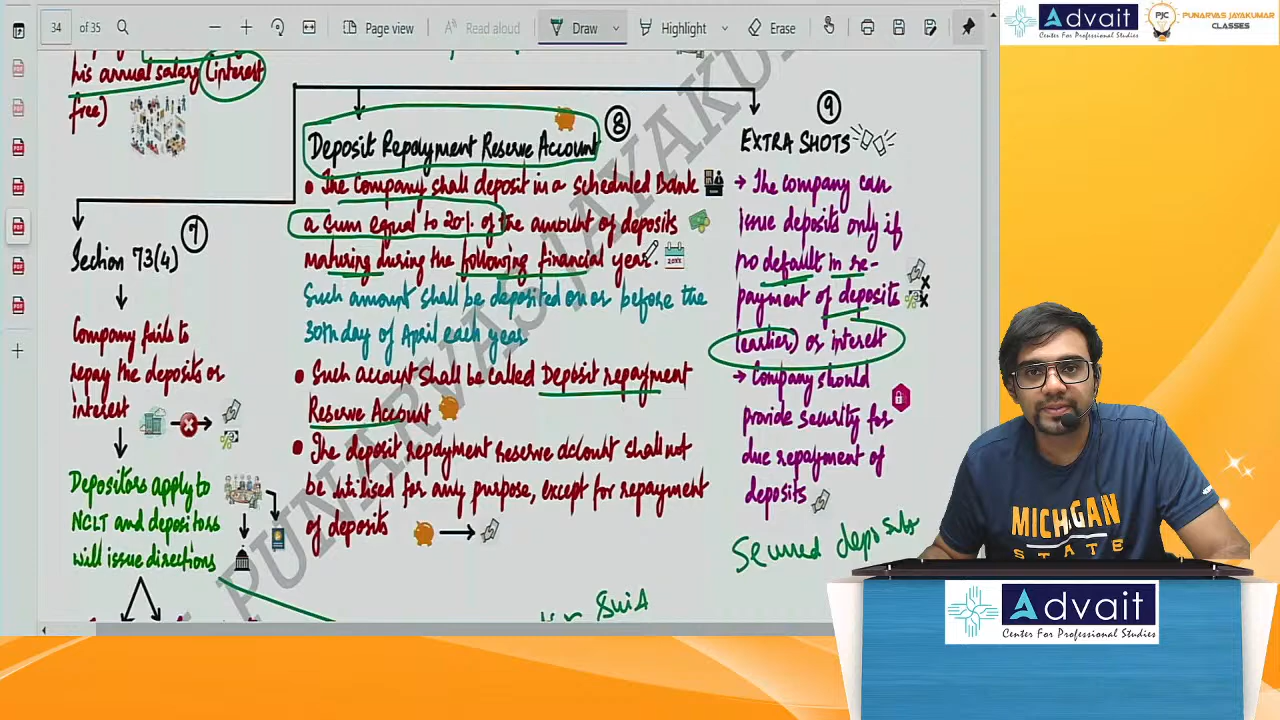 34 of 35
Page view
Read aloud
Draw
Highlight
Erase
Advait
Center For Professional Studies
PJC
PUNARVAS JAYAKUMAR
CLASSES
his annual salary (interest
free)
7
Section 73(4)
Company fails to
repay the deposits or
interest
Depositors apply to
NCLT and depositors
will issue directions
8
Deposit Repayment Reserve Account
• The Company shall deposit in a scheduled Bank
a sum equal to 20% of the amount of deposits
maturing during the following financial year.
Such amount shall be deposited on or before the
30th day of April each year
• Such account shall be called Deposit repayment
Reserve Account
• The deposit repayment reserve account shall not
be utilised for any purpose, except for repayment
of deposits
9
EXTRA SHOTS
→ The company can
issue deposits only if
no default in re-
payment of deposits
(earlier) or interest
→ Company should
provide security for
due repayment of
deposits
Secured deposits
PUNARVAS JAYAKU
MICHIGAN
STATE
Advait
Center For Professional Studies